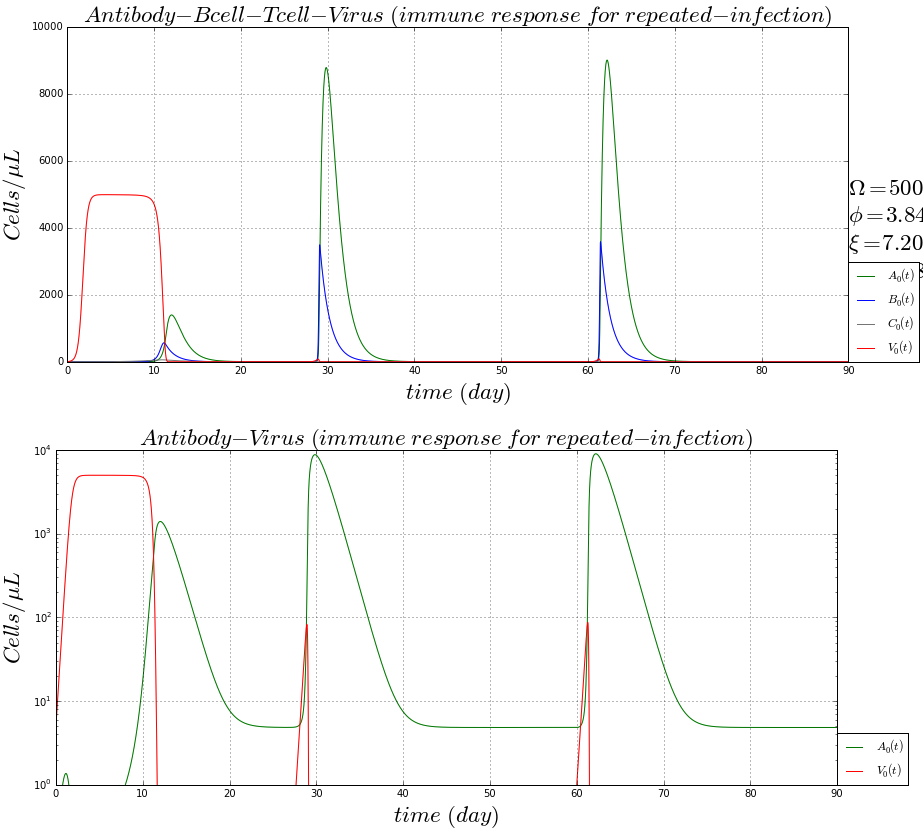 Antibody−Bcell−Tcell−Virus (immune response for repeated−infection)
10000
8000
6000
4000
2000
0
Cells/μL
0 10 20 30 40 50 60 70 80 90
time (day)
Ω=500
ϕ=3.84
ξ=7.20
A₀(t)
B₀(t)
C₀(t)
V₀(t)
Antibody−Virus (immune response for repeated−infection)
10⁴
10³
10²
10¹
10⁰
Cells/μL
0 10 20 30 40 50 60 70 80 90
time (day)
A₀(t)
V₀(t)